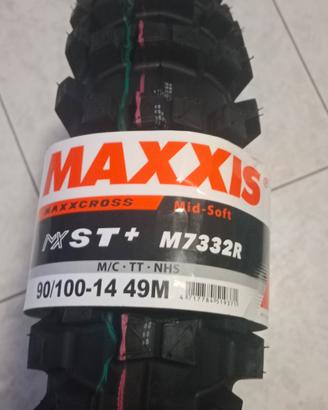 MAXXIS®
MAXXCROSS Mid-Soft
MX ST+ M7332R
M/C · TT · NHS
90/100-14 49M